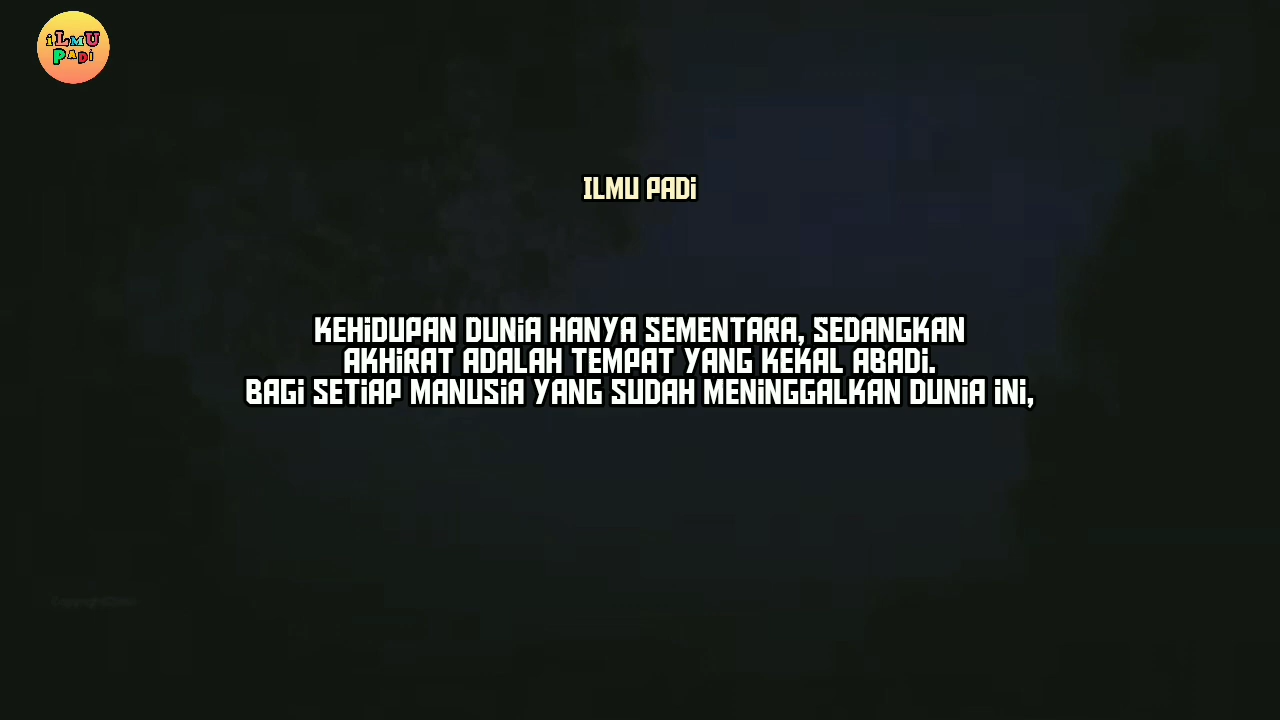 iLMU
PADi
ILMU PADi
KEHiDUPAN DUNiA HANYA SEMENTARA, SEDANGKAN
AKHiRAT ADALAH TEMPAT YANG KEKAL ABADi.
BAGi SETiAP MANUSiA YANG SUDAH MENiNGGALKAN DUNiA iNi,